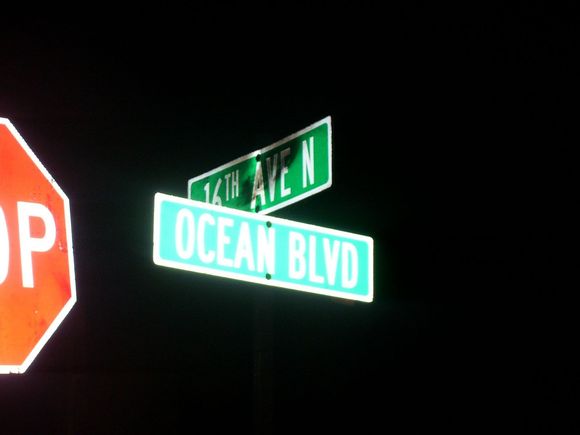 16TH AVE N
OCEAN BLVD
OP